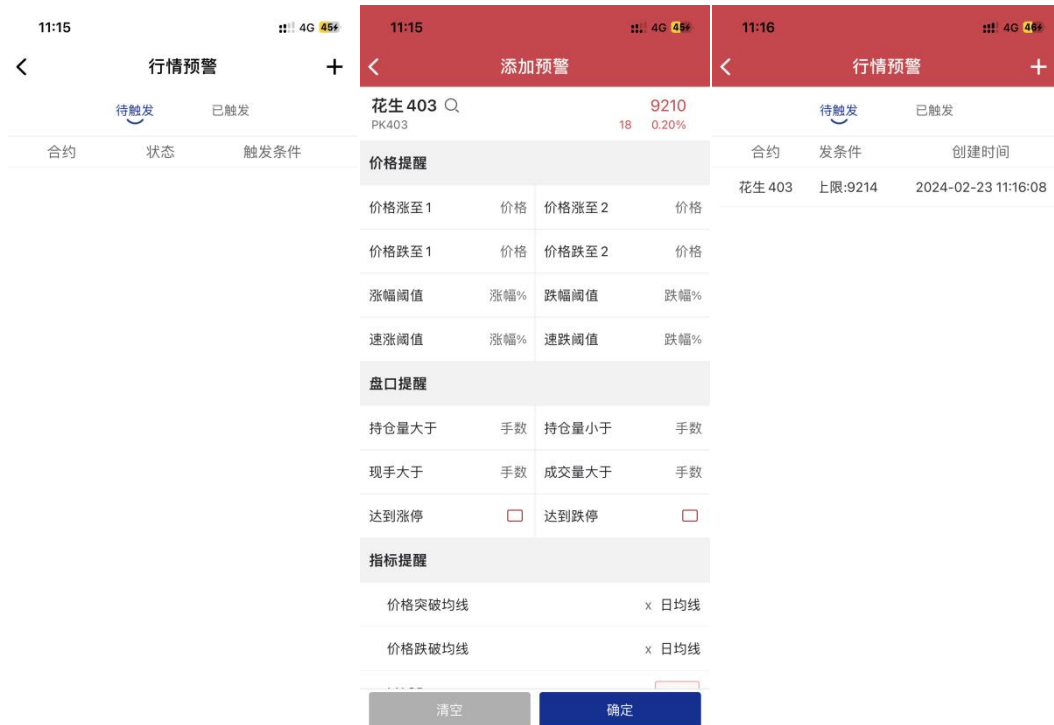 11:15
4G 45
行情预警
待触发 已触发
合约 状态 触发条件
11:15
4G 45
添加预警
花生403 9210
PK403 18 0.20%
价格提醒
价格涨至1 价格 价格涨至2 价格
价格跌至1 价格 价格跌至2 价格
涨幅阈值 涨幅% 跌幅阈值 跌幅%
速涨阈值 涨幅% 速跌阈值 跌幅%
盘口提醒
持仓量大于 手数 持仓量小于 手数
现手大于 手数 成交量大于 手数
达到涨停 达到跌停
指标提醒
价格突破均线 x 日均线
价格跌破均线 x 日均线
清空 确定
11:16
4G 46
行情预警
待触发 已触发
合约 发条件 创建时间
花生403 上限:9214 2024-02-23 11:16:08